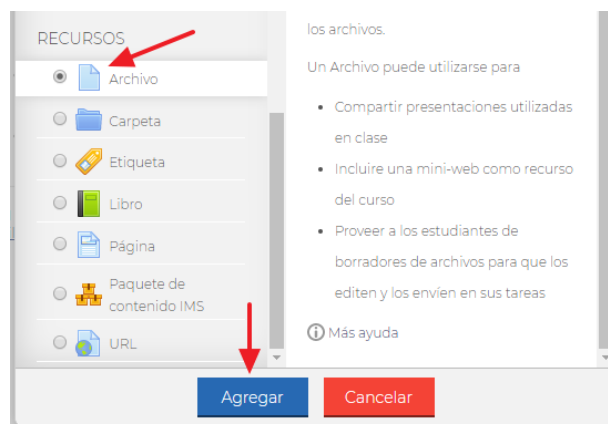 RECURSOS
Archivo
Carpeta
Etiqueta
Libro
Página
Paquete de
contenido IMS
URL
los archivos.
Un Archivo puede utilizarse para
• Compartir presentaciones utilizadas
en clase
• Incluire una mini-web como recurso
del curso
• Proveer a los estudiantes de
borradores de archivos para que los
editen y los envíen en sus tareas
Más ayuda
Agregar
Cancelar